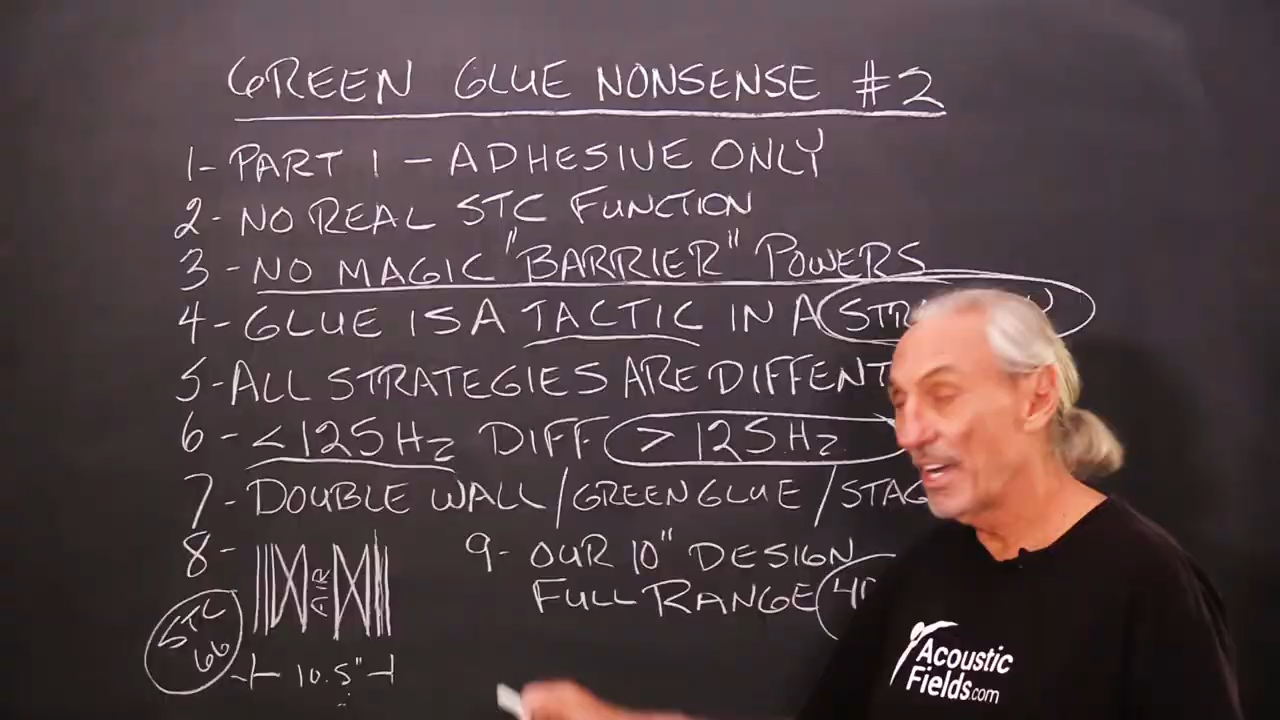 GREEN GLUE NONSENSE #2
1- PART 1 - ADHESIVE ONLY
2- NO REAL STC FUNCTION
3- NO MAGIC "BARRIER" POWERS
4- GLUE IS A TACTIC IN A
5- ALL STRATEGIES ARE DIFFENT
6- <125Hz DIFF >125Hz
7- DOUBLE WALL/GREEN GLUE/STAG
8- AIR
STL 66
10.5"
9- OUR 10" DESIGN
FULL RANGE
Acoustic
Fields.com